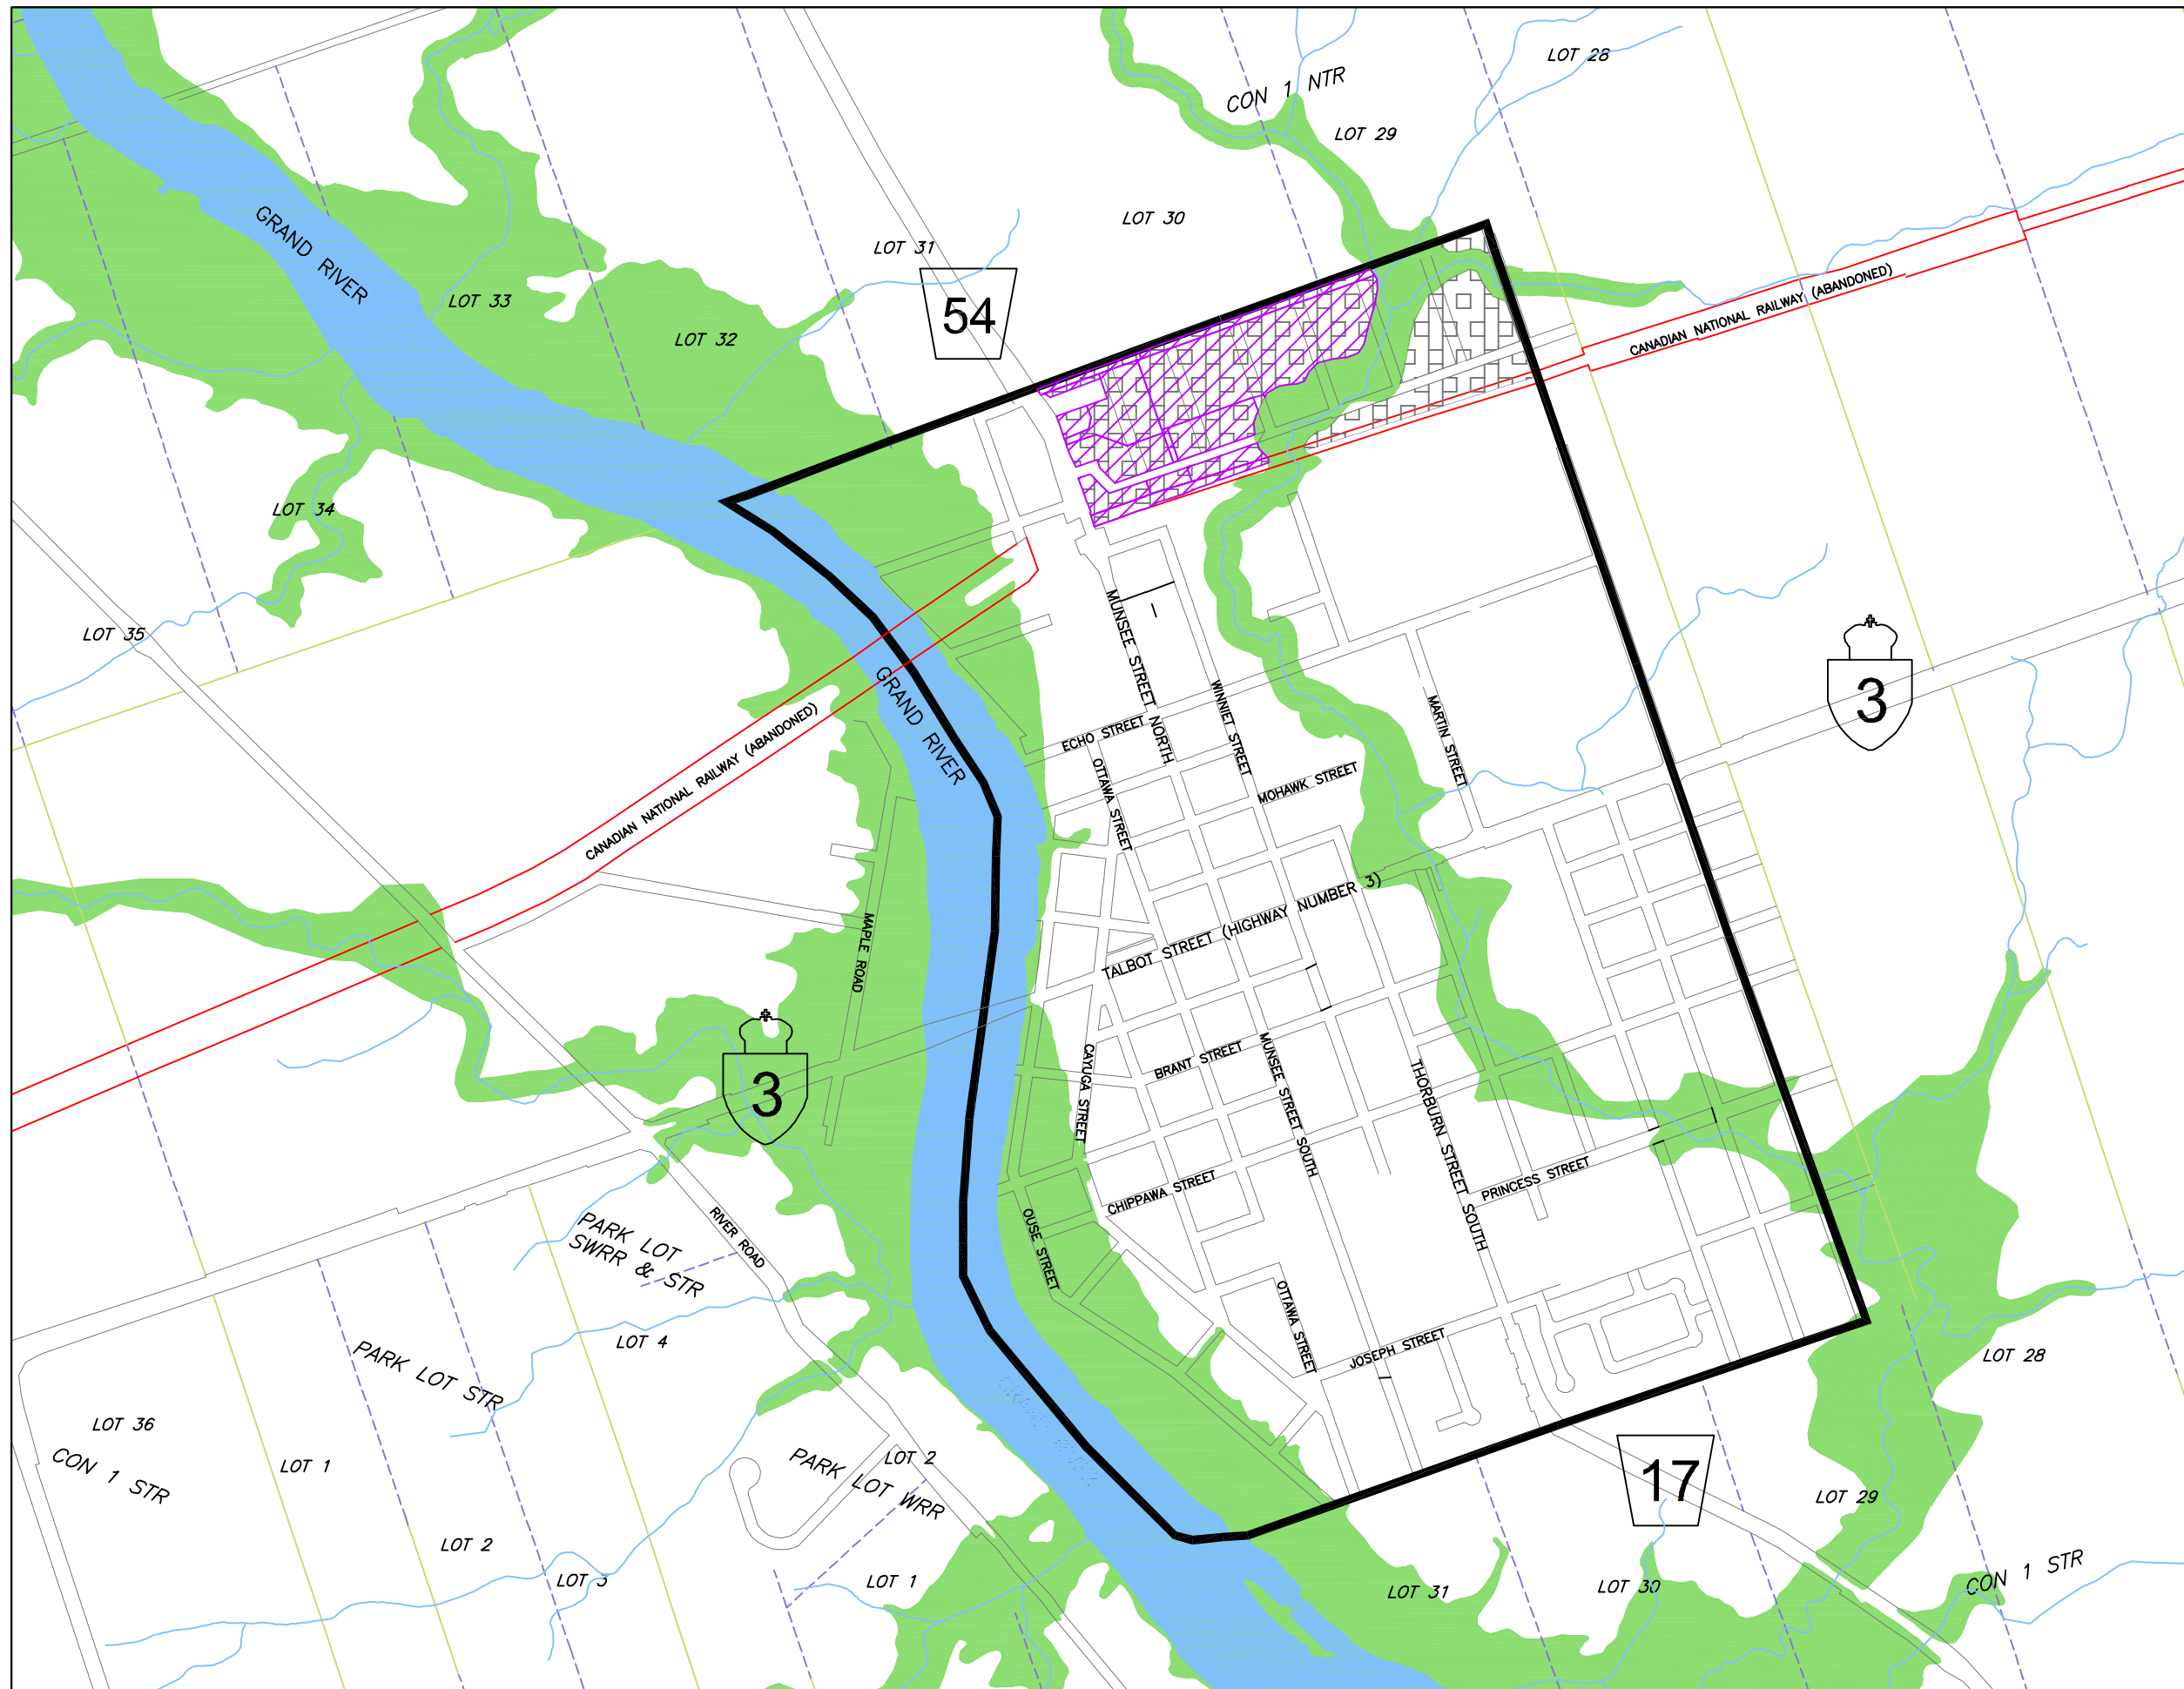 LOT 28
CON 1 NTR
LOT 29
GRAND RIVER
LOT 30
LOT 31
LOT 33
54
LOT 32
CANADIAN NATIONAL RAILWAY (ABANDONED)
LOT 34
LOT 35
MUNSEE STREET NORTH
WINNIET STREET
3
GRAND RIVER
MARTIN STREET
ECHO STREET
OTTAWA STREET
MOHAWK STREET
CANADIAN NATIONAL RAILWAY (ABANDONED)
MAPLE ROAD
TALBOT STREET (HIGHWAY NUMBER 3)
3
CAYUGA STREET
BRANT STREET
MUNSEE STREET SOUTH
THORBURN STREET SOUTH
CHIPPAWA STREET
PRINCESS STREET
OUSE STREET
RIVER ROAD
PARK LOT
SWRR & STR
OTTAWA STREET
JOSEPH STREET
LOT 4
PARK LOT STR
LOT 28
LOT 36
CON 1 STR
LOT 1
LOT 2
PARK LOT WRR
17
LOT 29
LOT 2
LOT 3
LOT 1
LOT 31
LOT 30
CON 1 STR